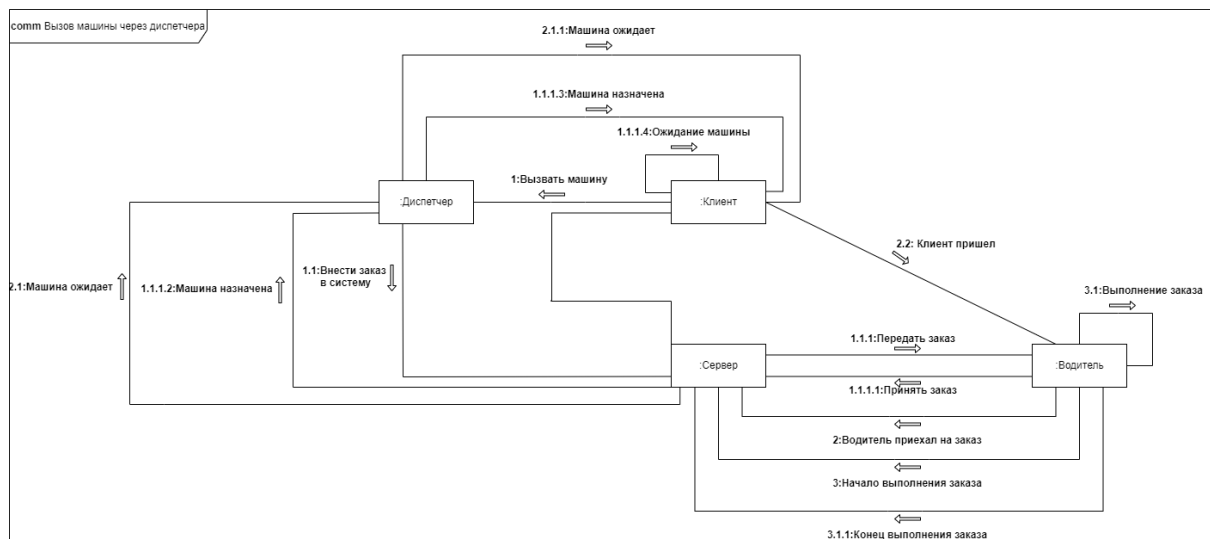 comm Вызов машины через диспетчера
2.1.1:Машина ожидает
1.1.1.3:Машина назначена
1.1.1.4:Ожидание машины
1:Вызвать машину
:Диспетчер
:Клиент
2.2: Клиент пришел
2.1:Машина ожидает
1.1.1.2:Машина назначена
1.1:Внести заказ
в систему
3.1:Выполнение заказа
1.1.1:Передать заказ
:Сервер
:Водитель
1.1.1.1:Принять заказ
2:Водитель приехал на заказ
3:Начало выполнения заказа
3.1.1:Конец выполнения заказа